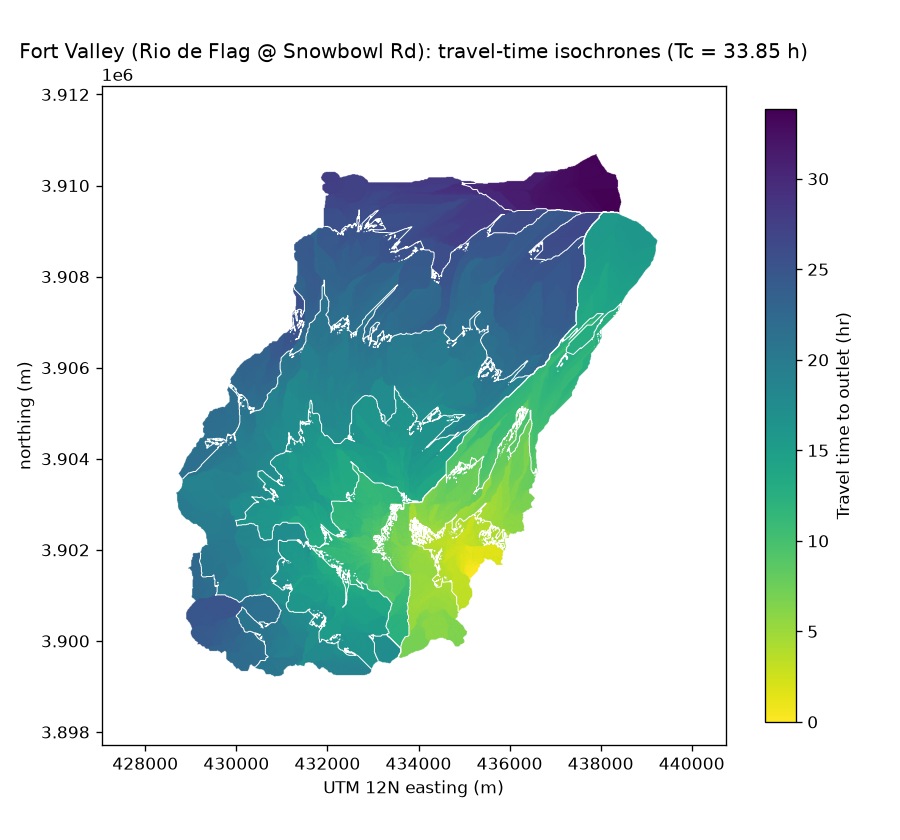 Fort Valley (Rio de Flag @ Snowbowl Rd): travel-time isochrones (Tc = 33.85 h)
1e6
3.912
3.910
3.908
3.906
3.904
3.902
3.900
3.898
northing (m)
428000 430000 432000 434000 436000 438000 440000
UTM 12N easting (m)
30
25
20
15
10
5
0
Travel time to outlet (hr)